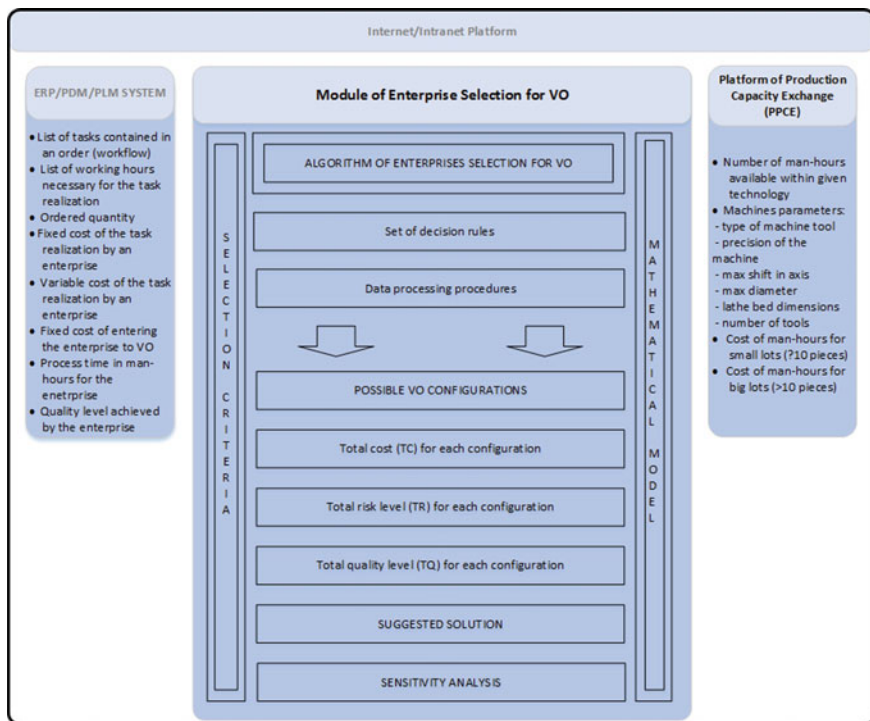 Internet/Intranet Platform
ERP/PDM/PLM SYSTEM
• List of tasks contained in
an order (workflow)
• List of working hours
necessary for the task
realization
• Ordered quantity
• Fixed cost of the task
realization by an
enterprise
• Variable cost of the task
realization by an
enterprise
• Fixed cost of entering
the enterprise to VO
• Process time in man-
hours for the
enetrprise
• Quality level achieved
by the enterprise
Module of Enterprise Selection for VO
SELECTION CRITERIA
ALGORITHM OF ENTERPRISES SELECTION FOR VO
Set of decision rules
Data processing procedures
POSSIBLE VO CONFIGURATIONS
Total cost (TC) for each configuration
Total risk level (TR) for each configuration
Total quality level (TQ) for each configuration
SUGGESTED SOLUTION
SENSITIVITY ANALYSIS
MATHEMATICAL MODEL
Platform of Production
Capacity Exchange
(PPCE)
• Number of man-hours
available within given
technology
• Machines parameters:
- type of machine tool
- precision of the
machine
- max shift in axis
- max diameter
- lathe bed dimensions
- number of tools
• Cost of man-hours for
small lots (?10 pieces)
• Cost of man-hours for
big lots (>10 pieces)